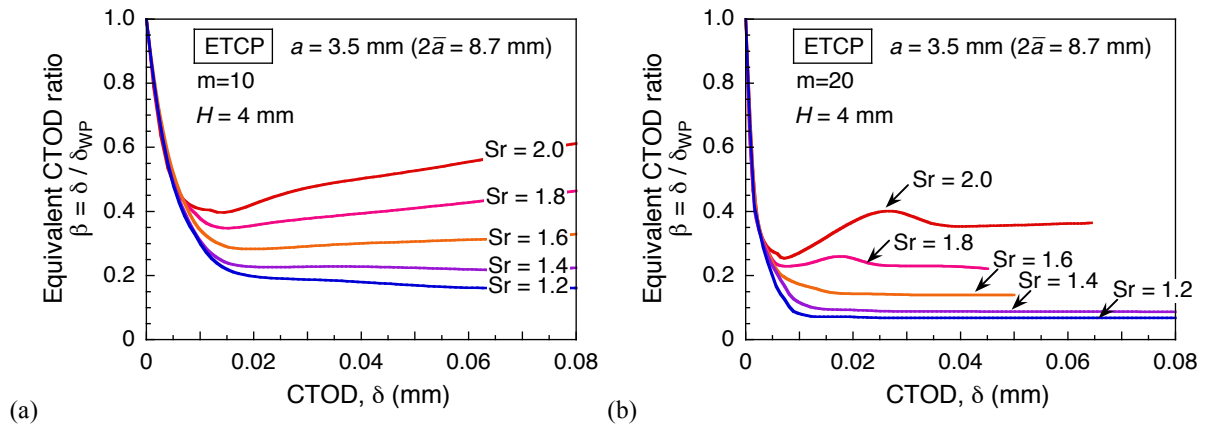 Equivalent CTOD ratio
β = δ / δWP
1.0
0.8
0.6
0.4
0.2
0
ETCP a = 3.5 mm (2a̅ = 8.7 mm)
m=10
H = 4 mm
Sr = 2.0
Sr = 1.8
Sr = 1.6
Sr = 1.4
Sr = 1.2
0 0.02 0.04 0.06 0.08
CTOD, δ (mm)
(a)
Equivalent CTOD ratio
β = δ / δWP
1.0
0.8
0.6
0.4
0.2
0
ETCP a = 3.5 mm (2a̅ = 8.7 mm)
m=20
H = 4 mm
Sr = 2.0
Sr = 1.8
Sr = 1.6
Sr = 1.4
Sr = 1.2
0 0.02 0.04 0.06 0.08
CTOD, δ (mm)
(b)